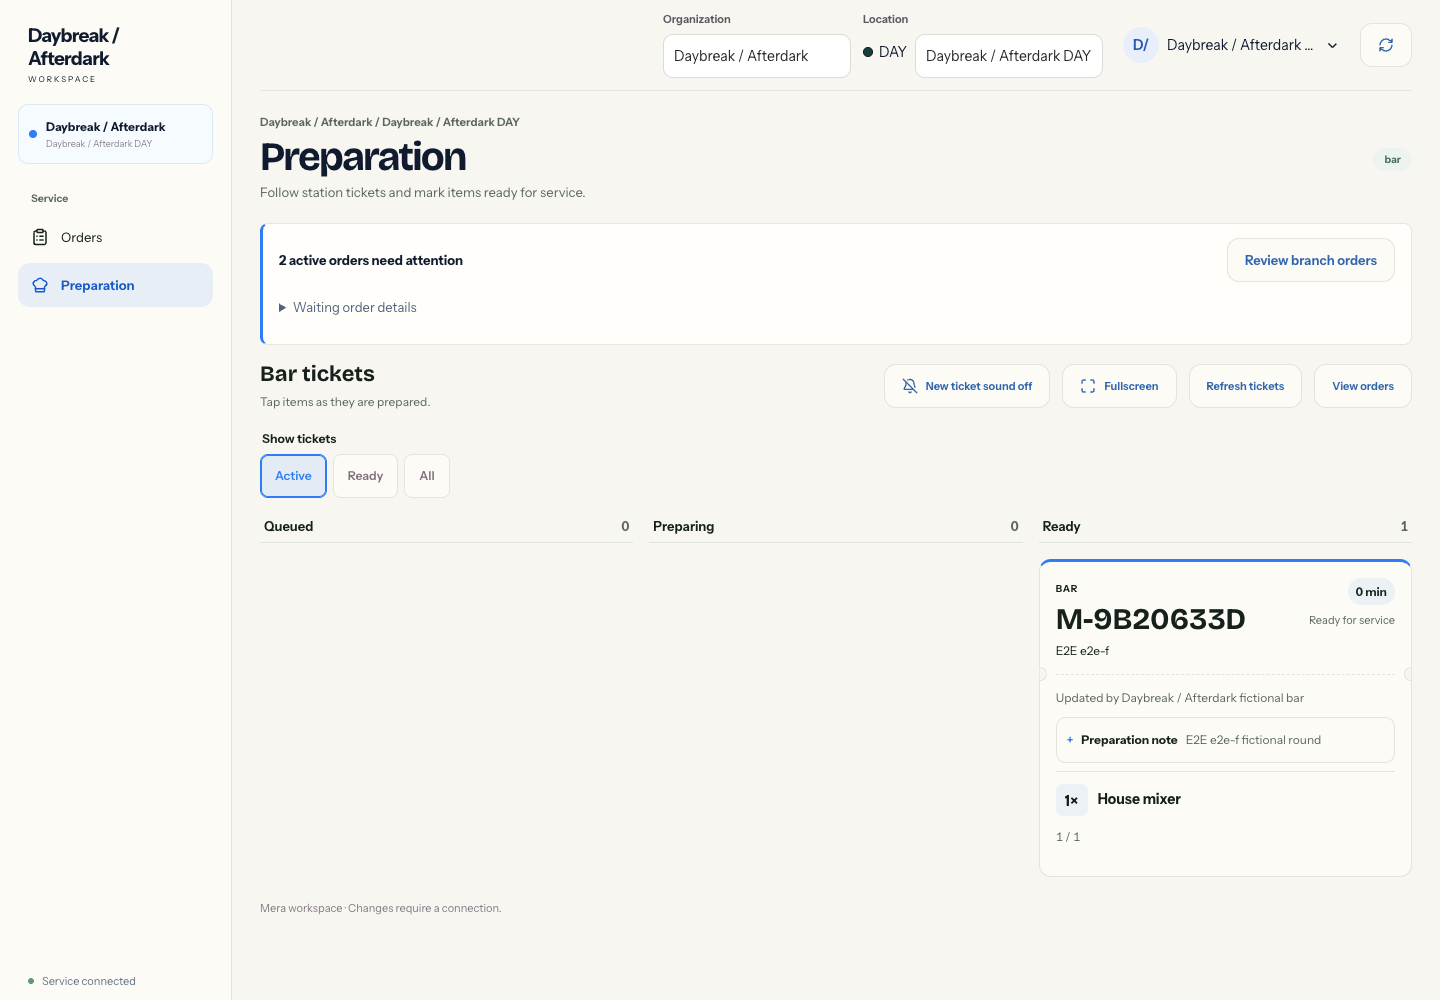 Daybreak /
Afterdark
WORKSPACE
Daybreak / Afterdark
Daybreak / Afterdark DAY
Service
Orders
Preparation
Service connected
Organization
Daybreak / Afterdark
Location
DAY
Daybreak / Afterdark DAY
D/
Daybreak / Afterdark ...
Daybreak / Afterdark / Daybreak / Afterdark DAY
Preparation
bar
Follow station tickets and mark items ready for service.
2 active orders need attention
Review branch orders
Waiting order details
Bar tickets
Tap items as they are prepared.
New ticket sound off
Fullscreen
Refresh tickets
View orders
Show tickets
Active
Ready
All
Queued 0
Preparing 0
Ready 1
BAR
0 min
M-9B20633D
Ready for service
E2E e2e-f
Updated by Daybreak / Afterdark fictional bar
+ Preparation note E2E e2e-f fictional round
1× House mixer
1 / 1
Mera workspace · Changes require a connection.